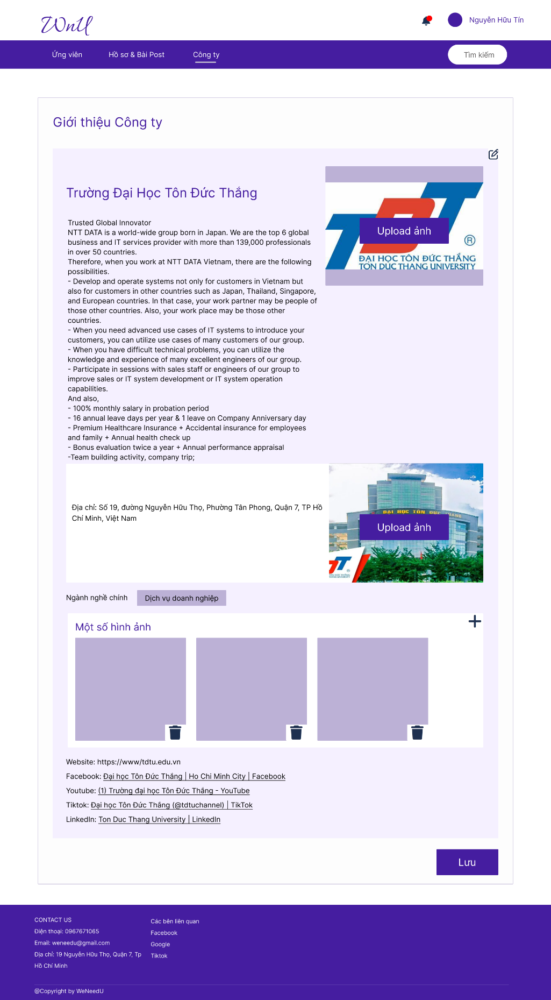 WnU
Nguyễn Hữu Tín
Ứng viên
Hồ sơ & Bài Post
Công ty
Tìm kiếm
Giới thiệu Công ty
Trường Đại Học Tôn Đức Thắng
Upload ảnh
®
ĐẠI HỌC TÔN ĐỨC THẮNG
TON DUC THANG UNIVERSITY
Trusted Global Innovator
NTT DATA is a world-wide group born in Japan. We are the top 6 global
business and IT services provider with more than 139,000 professionals
in over 50 countries.
Therefore, when you work at NTT DATA Vietnam, there are the following
possibilities.
- Develop and operate systems not only for customers in Vietnam but
also for customers in other countries such as Japan, Thailand, Singapore,
and European countries. In that case, your work partner may be people of
those other countries. Also, your work place may be those other
countries.
- When you need advanced use cases of IT systems to introduce your
customers, you can utilize use cases of many customers of our group.
- When you have difficult technical problems, you can utilize the
knowledge and experience of many excellent engineers of our group.
- Participate in sessions with sales staff or engineers of our group to
improve sales or IT system development or IT system operation
capabilities.
And also,
- 100% monthly salary in probation period
- 16 annual leave days per year & 1 leave on Company Anniversary day
- Premium Healthcare Insurance + Accidental insurance for employees
and family + Annual health check up
- Bonus evaluation twice a year + Annual performance appraisal
-Team building activity, company trip;
Địa chỉ: Số 19, đường Nguyễn Hữu Thọ, Phường Tân Phong, Quận 7, TP Hồ
Chí Minh, Việt Nam
ĐẠI HỌC TÔN ĐỨC THẮNG
Upload ảnh
Ngành nghề chính
Dịch vụ doanh nghiệp
Một số hình ảnh
Website: https://www/tdtu.edu.vn
Facebook: Đại học Tôn Đức Thắng | Ho Chi Minh City | Facebook
Youtube: (1) Trường đại học Tôn Đức Thắng - YouTube
Tiktok: Đại học Tôn Đức Thắng (@tdtuchannel) | TikTok
LinkedIn: Ton Duc Thang University | LinkedIn
Lưu
CONTACT US
Điện thoại: 0967671065
Email: weneedu@gmail.com
Địa chỉ: 19 Nguyễn Hữu Thọ, Quận 7, Tp
Hồ Chí Minh
Các bên liên quan
Facebook
Google
Tiktok
@Copyright by WeNeedU